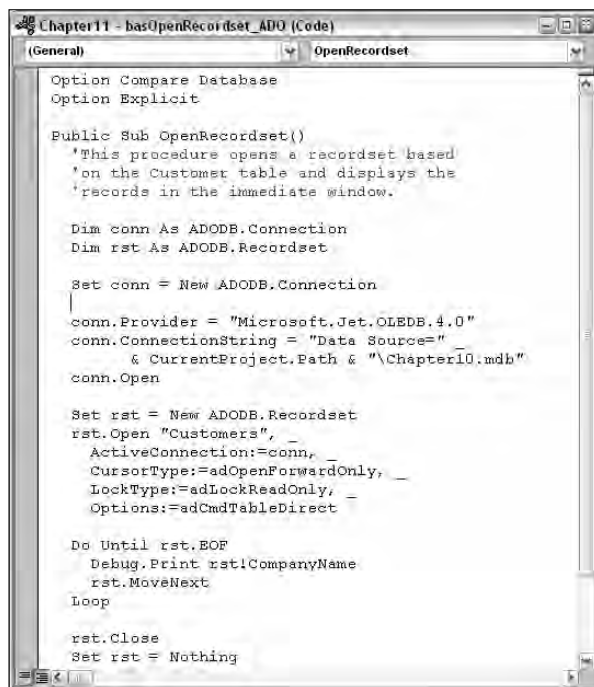 Chapter11 - basOpenRecordset_ADO (Code)
(General) OpenRecordset
Option Compare Database
Option Explicit
Public Sub OpenRecordset()
'This procedure opens a recordset based
'on the Customer table and displays the
'records in the immediate window.
Dim conn As ADODB.Connection
Dim rst As ADODB.Recordset
Set conn = New ADODB.Connection
conn.Provider = "Microsoft.Jet.OLEDB.4.0"
conn.ConnectionString = "Data Source=" _
& CurrentProject.Path & "\Chapter10.mdb"
conn.Open
Set rst = New ADODB.Recordset
rst.Open "Customers", _
ActiveConnection:=conn, _
CursorType:=adOpenForwardOnly, _
LockType:=adLockReadOnly, _
Options:=adCmdTableDirect
Do Until rst.EOF
Debug.Print rst!CompanyName
rst.MoveNext
Loop
rst.Close
Set rst = Nothing